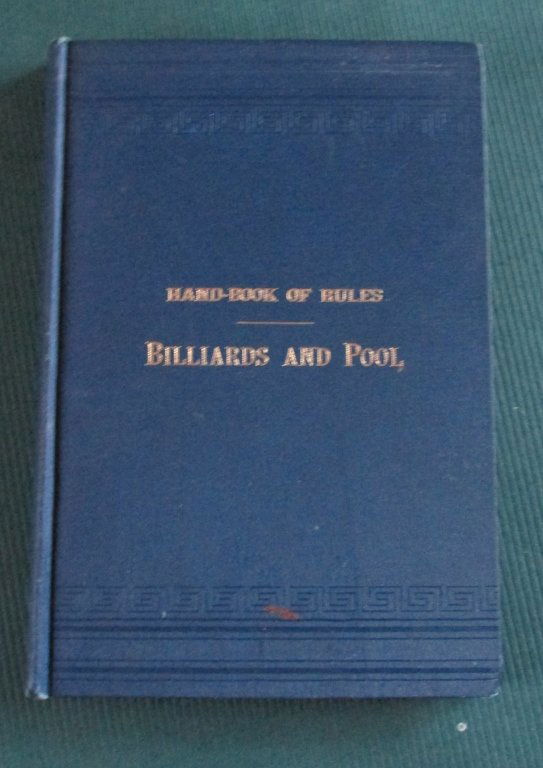 HAND-BOOK OF RULES
BILLIARDS AND POOL